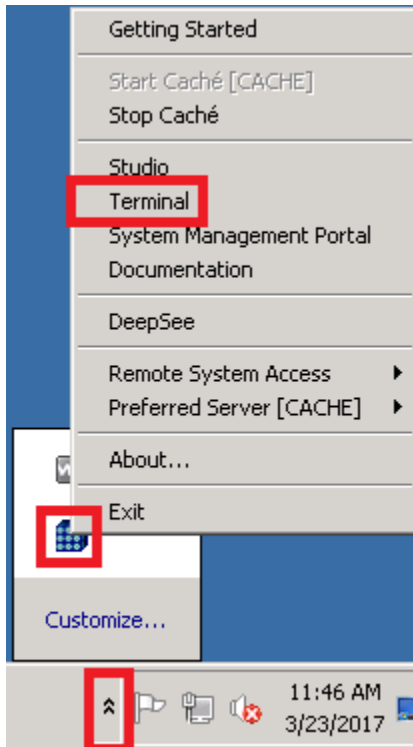 Getting Started
Start Caché [CACHE]
Stop Caché
Studio
Terminal
System Management Portal
Documentation
DeepSee
Remote System Access
Preferred Server [CACHE]
About...
Exit
Customize...
11:46 AM
3/23/2017